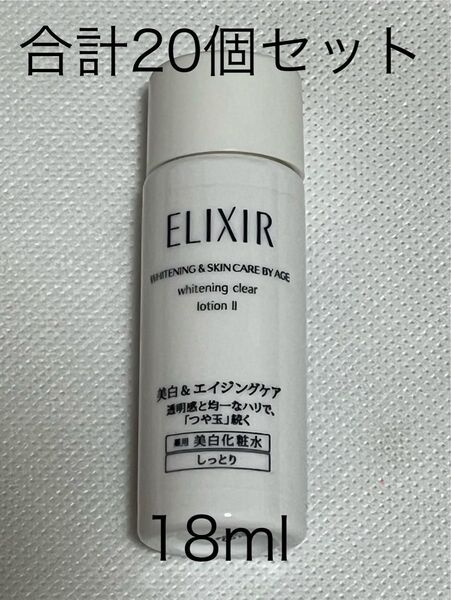 合計20個セット
ELIXIR
WHITENING & SKIN CARE BY AGE
whitening clear
lotion II
美白&エイジングケア
透明感と均一なハリで、
「つや玉」続く
薬用 美白化粧水
しっとり
18ml